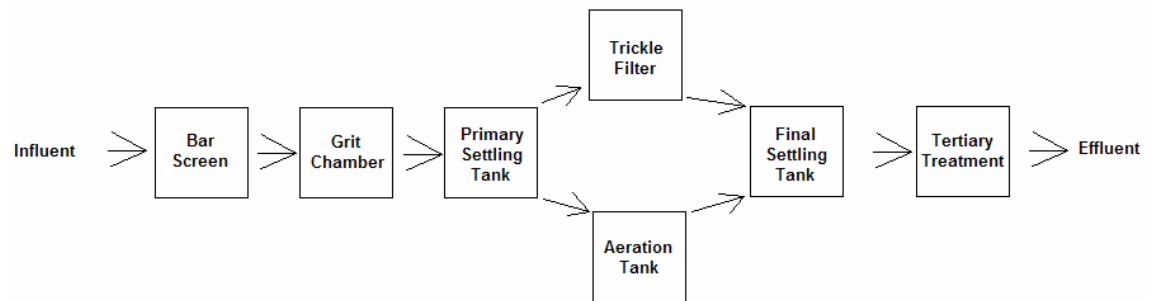 Influent
Bar
Screen
Grit
Chamber
Primary
Settling
Tank
Trickle
Filter
Aeration
Tank
Final
Settling
Tank
Tertiary
Treatment
Effluent